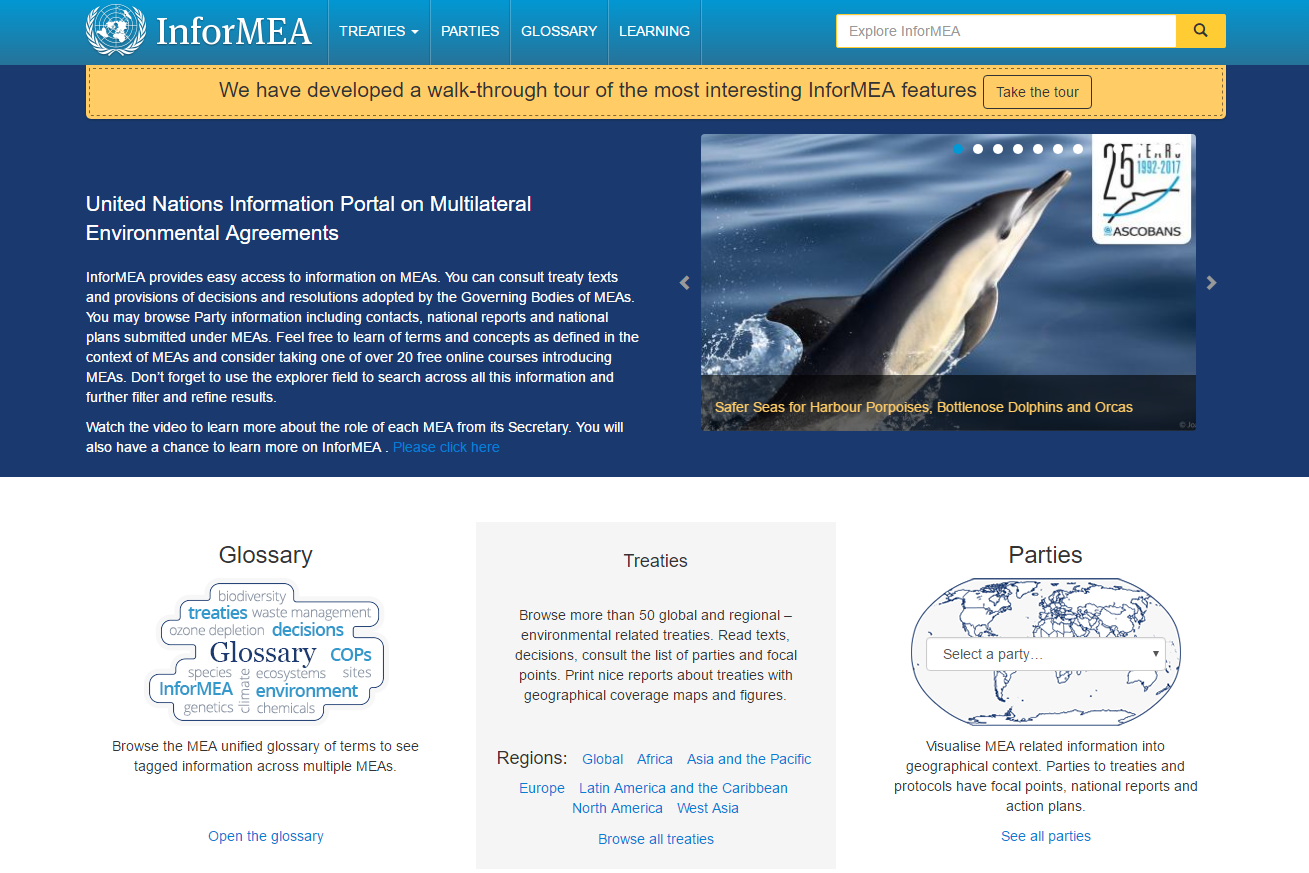 InforMEA
TREATIES
PARTIES
GLOSSARY
LEARNING
Explore InforMEA
We have developed a walk-through tour of the most interesting InforMEA features
Take the tour
United Nations Information Portal on Multilateral
Environmental Agreements
InforMEA provides easy access to information on MEAs. You can consult treaty texts
and provisions of decisions and resolutions adopted by the Governing Bodies of MEAs.
You may browse Party information including contacts, national reports and national
plans submitted under MEAs. Feel free to learn of terms and concepts as defined in the
context of MEAs and consider taking one of over 20 free online courses introducing
MEAs. Don’t forget to use the explorer field to search across all this information and
further filter and refine results.
Watch the video to learn more about the role of each MEA from its Secretary. You will
also have a chance to learn more on InforMEA . Please click here
25 YEARS
1992-2017
ASCOBANS
Safer Seas for Harbour Porpoises, Bottlenose Dolphins and Orcas
Glossary
biodiversity
treaties waste management
ozone depletion decisions
Glossary COPs
species climate ecosystems sites
InforMEA environment
genetics chemicals
Browse the MEA unified glossary of terms to see
tagged information across multiple MEAs.
Open the glossary
Treaties
Browse more than 50 global and regional –
environmental related treaties. Read texts,
decisions, consult the list of parties and focal
points. Print nice reports about treaties with
geographical coverage maps and figures.
Regions: Global Africa Asia and the Pacific
Europe Latin America and the Caribbean
North America West Asia
Browse all treaties
Parties
Select a party…
Visualise MEA related information into
geographical context. Parties to treaties and
protocols have focal points, national reports and
action plans.
See all parties